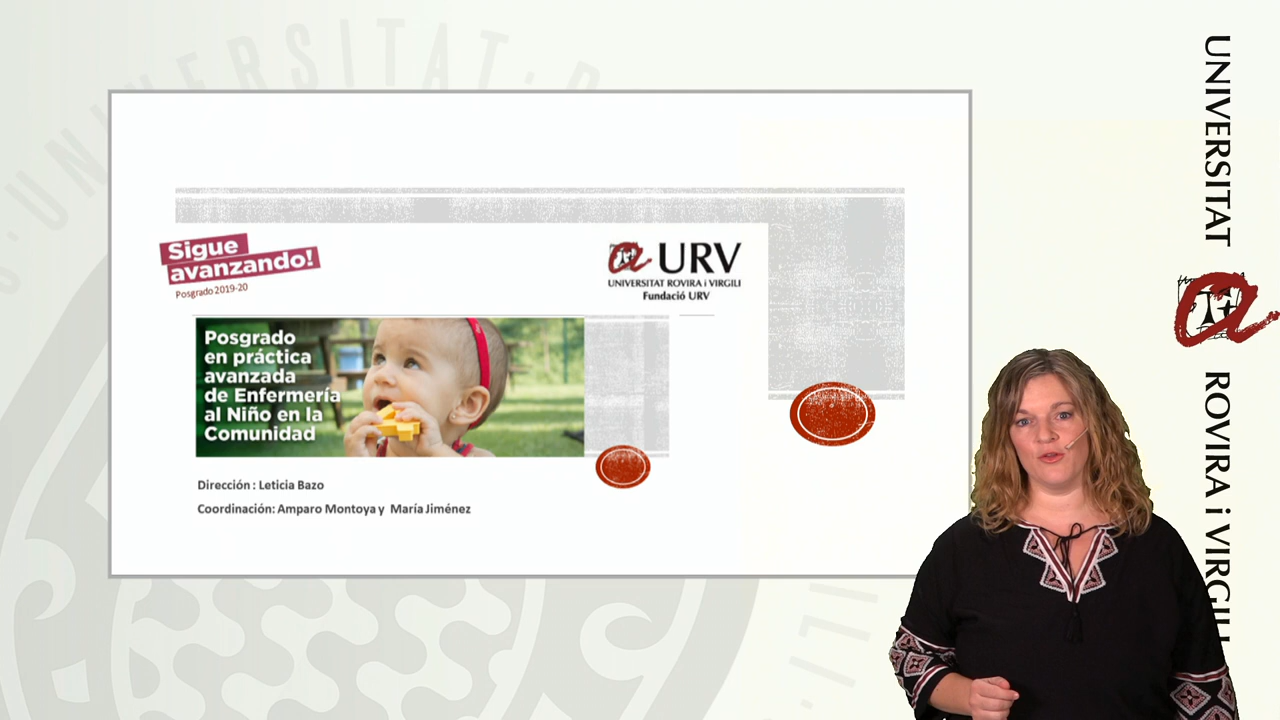 UNIVERSITAT
Sigue
avanzando!
Posgrado 2019-20
URV
UNIVERSITAT ROVIRA i VIRGILI
Fundació URV
Posgrado
en práctica
avanzada
de Enfermería
al Niño en la
Comunidad
Dirección : Leticia Bazo
Coordinación: Amparo Montoya y María Jiménez
UNIVERSITAT
ROVIRA i VIRGILI